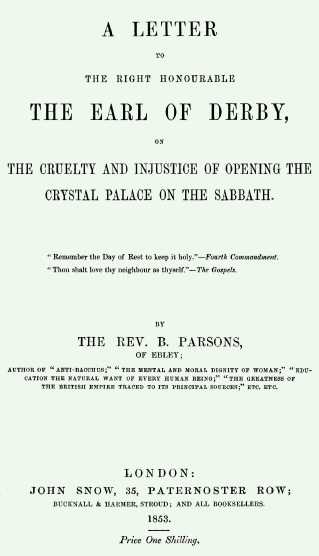 A LETTER
TO
THE RIGHT HONOURABLE
THE EARL OF DERBY,
ON
THE CRUELTY AND INJUSTICE OF OPENING THE
CRYSTAL PALACE ON THE SABBATH.
"Remember the Day of Rest to keep it holy."—Fourth Commandment.
"Thou shalt love thy neighbour as thyself."—The Gospels.
BY
THE REV. B. PARSONS,
OF EBLEY;
AUTHOR OF "ANTI-BACCHUS;" "THE MENTAL AND MORAL DIGNITY OF WOMAN;" "EDU-
CATION THE NATURAL WANT OF EVERY HUMAN BEING;" "THE GREATNESS OF
THE BRITISH EMPIRE TRACED TO ITS PRINCIPAL SOURCES;" ETC. ETC.
LONDON:
JOHN SNOW, 35, PATERNOSTER ROW;
BUCKNALL & HARMER, STROUD; AND ALL BOOKSELLERS.
1853.
Price One Shilling.